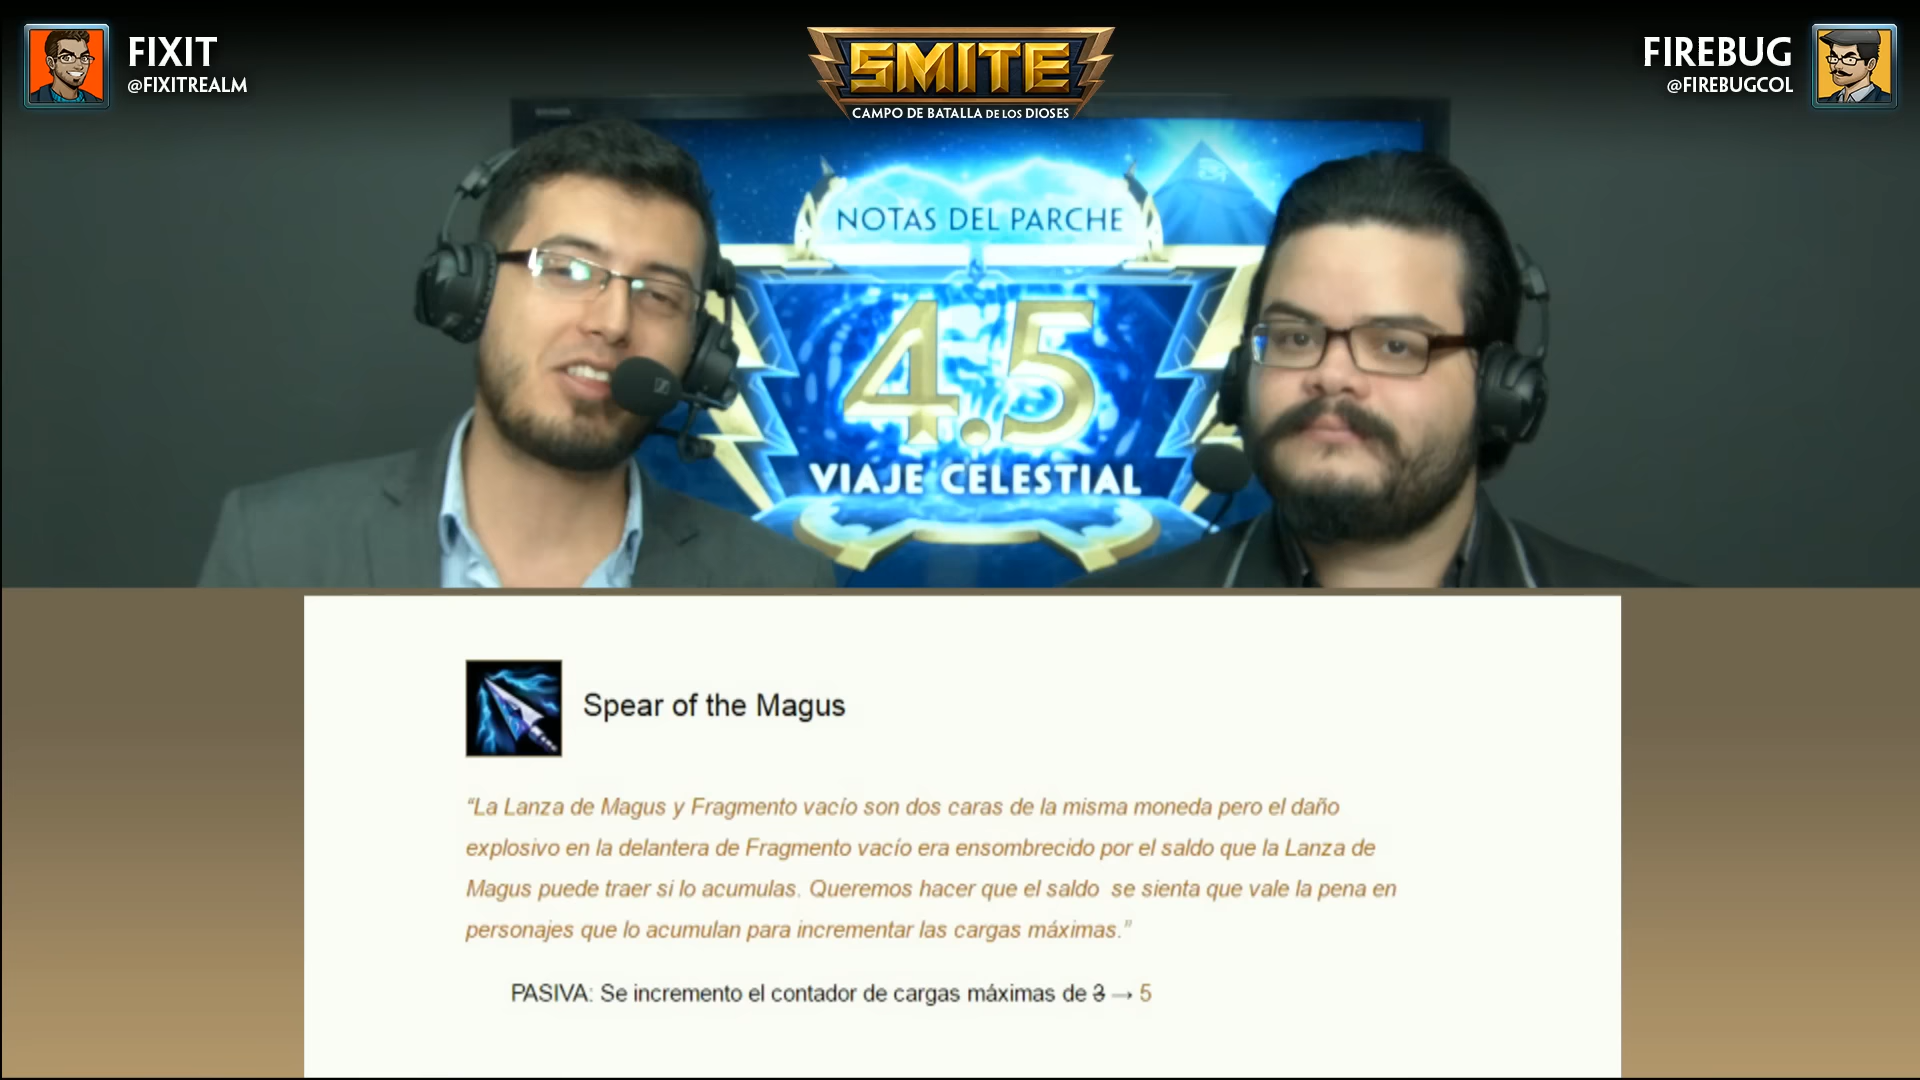 FIXIT
@FIXITREALM
SMITE
CAMPO DE BATALLA DE LOS DIOSES
FIREBUG
@FIREBUGCOL
NOTAS DEL PARCHE
4.5
VIAJE CELESTIAL
Spear of the Magus
“La Lanza de Magus y Fragmento vacío son dos caras de la misma moneda pero el daño
explosivo en la delantera de Fragmento vacío era ensombrecido por el saldo que la Lanza de
Magus puede traer si lo acumulas. Queremos hacer que el saldo se sienta que vale la pena en
personajes que lo acumulan para incrementar las cargas máximas.”
PASIVA: Se incremento el contador de cargas máximas de 3 → 5